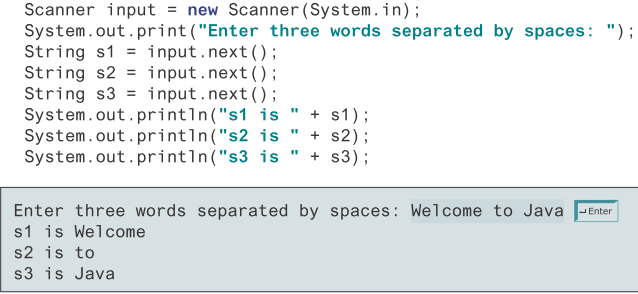 Scanner input = new Scanner(System.in);
System.out.print("Enter three words separated by spaces: ");
String s1 = input.next();
String s2 = input.next();
String s3 = input.next();
System.out.println("s1 is " + s1);
System.out.println("s2 is " + s2);
System.out.println("s3 is " + s3);
Enter three words separated by spaces: Welcome to Java ↵Enter
s1 is Welcome
s2 is to
s3 is Java